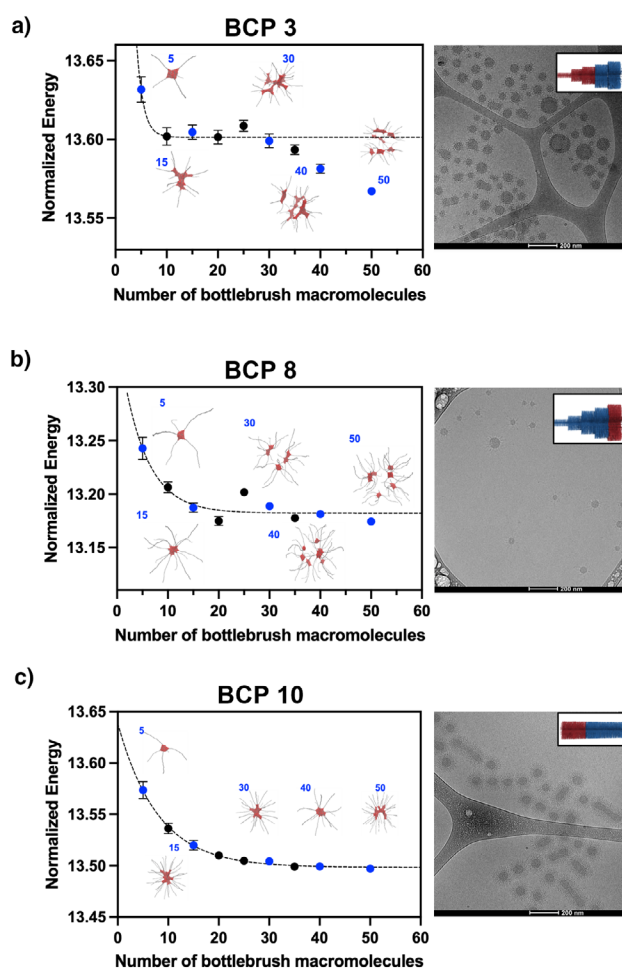 a)
BCP 3
Normalized Energy
13.65
13.60
13.55
5
30
15
40
50
0 10 20 30 40 50 60
Number of bottlebrush macromolecules
200 nm
b)
BCP 8
Normalized Energy
13.30
13.25
13.20
13.15
13.10
5
30
50
15
40
0 10 20 30 40 50 60
Number of bottlebrush macromolecules
200 nm
c)
BCP 10
Normalized Energy
13.65
13.60
13.55
13.50
13.45
5
30 40 50
15
0 10 20 30 40 50 60
Number of bottlebrush macromolecules
200 nm